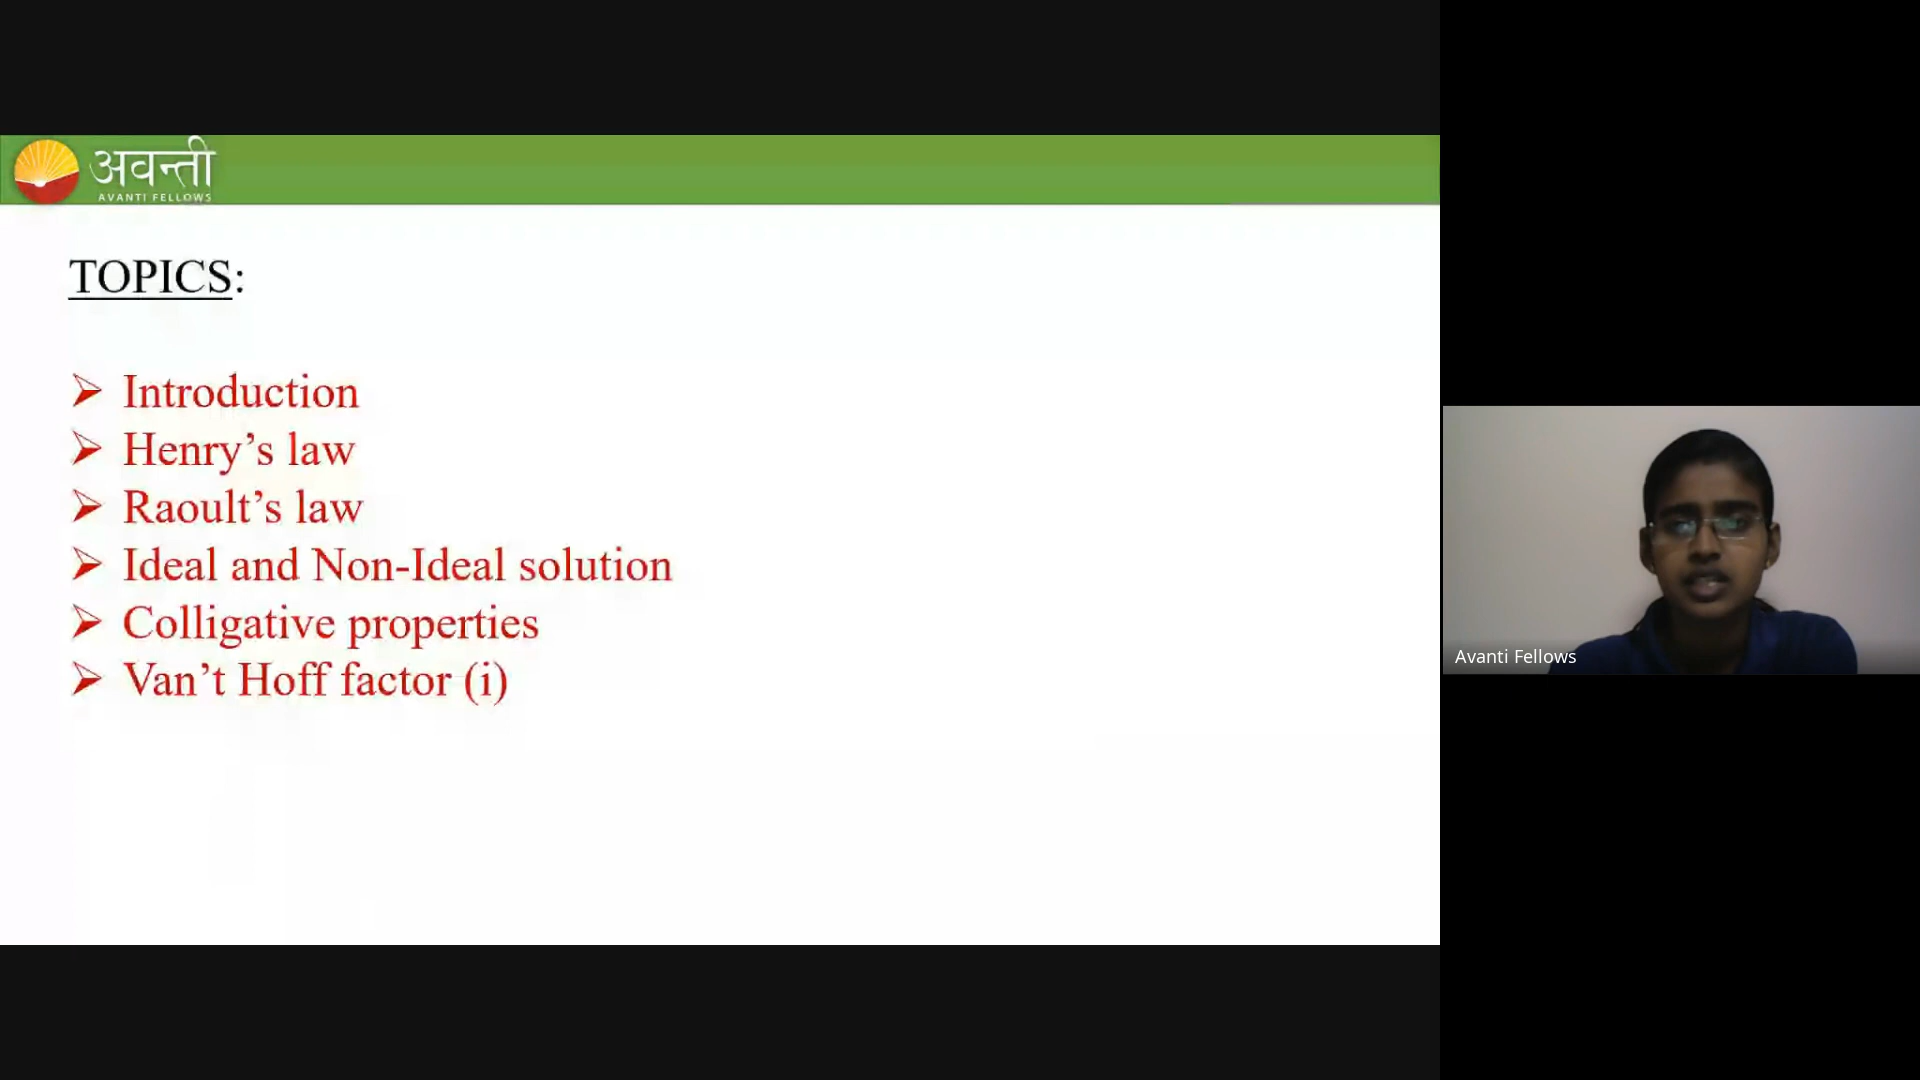 अवन्ती
AVANTI FELLOWS
TOPICS:
➢ Introduction
➢ Henry’s law
➢ Raoult’s law
➢ Ideal and Non-Ideal solution
➢ Colligative properties
➢ Van’t Hoff factor (i)
Avanti Fellows